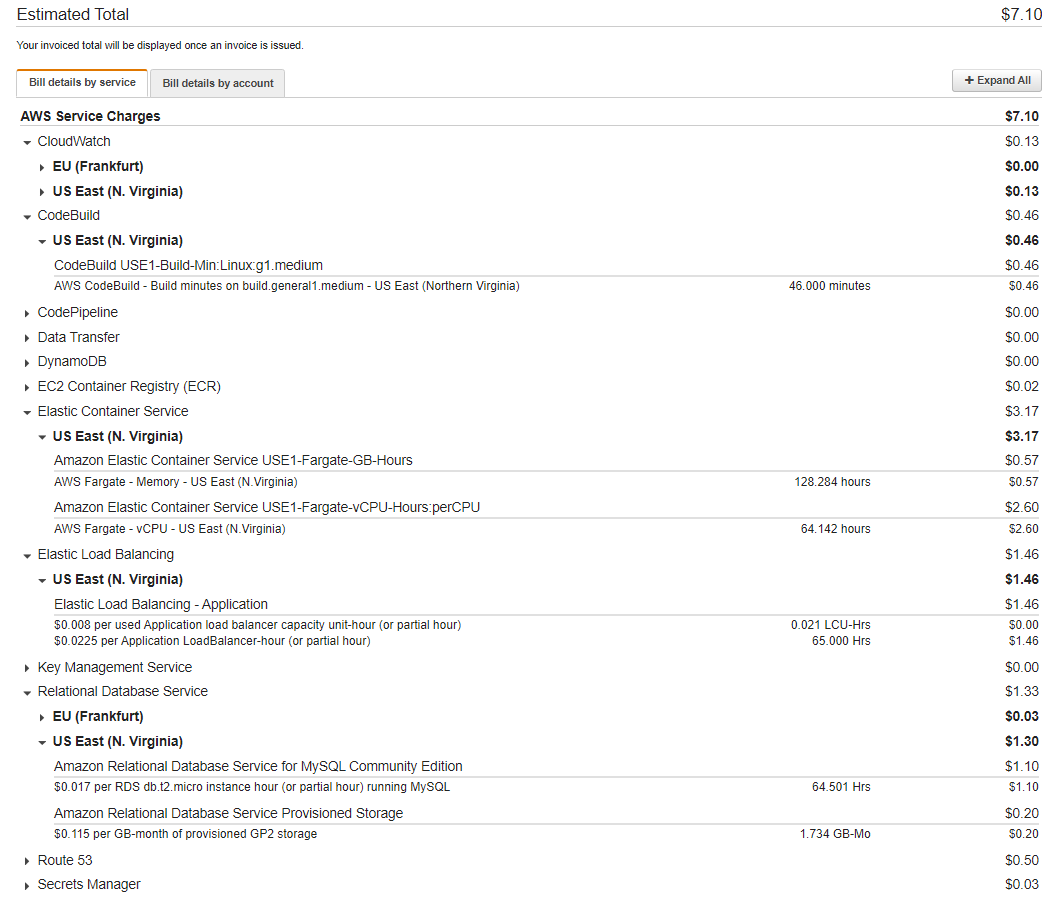 Estimated Total $7.10
Your invoiced total will be displayed once an invoice is issued.
Bill details by service Bill details by account + Expand All
AWS Service Charges $7.10
CloudWatch $0.13
EU (Frankfurt) $0.00
US East (N. Virginia) $0.13
CodeBuild $0.46
US East (N. Virginia) $0.46
CodeBuild USE1-Build-Min:Linux:g1.medium $0.46
AWS CodeBuild - Build minutes on build.general1.medium - US East (Northern Virginia) 46.000 minutes $0.46
CodePipeline $0.00
Data Transfer $0.00
DynamoDB $0.00
EC2 Container Registry (ECR) $0.02
Elastic Container Service $3.17
US East (N. Virginia) $3.17
Amazon Elastic Container Service USE1-Fargate-GB-Hours $0.57
AWS Fargate - Memory - US East (N.Virginia) 128.284 hours $0.57
Amazon Elastic Container Service USE1-Fargate-vCPU-Hours:perCPU $2.60
AWS Fargate - vCPU - US East (N.Virginia) 64.142 hours $2.60
Elastic Load Balancing $1.46
US East (N. Virginia) $1.46
Elastic Load Balancing - Application $1.46
$0.008 per used Application load balancer capacity unit-hour (or partial hour) 0.021 LCU-Hrs $0.00
$0.0225 per Application LoadBalancer-hour (or partial hour) 65.000 Hrs $1.46
Key Management Service $0.00
Relational Database Service $1.33
EU (Frankfurt) $0.03
US East (N. Virginia) $1.30
Amazon Relational Database Service for MySQL Community Edition $1.10
$0.017 per RDS db.t2.micro instance hour (or partial hour) running MySQL 64.501 Hrs $1.10
Amazon Relational Database Service Provisioned Storage $0.20
$0.115 per GB-month of provisioned GP2 storage 1.734 GB-Mo $0.20
Route 53 $0.50
Secrets Manager $0.03